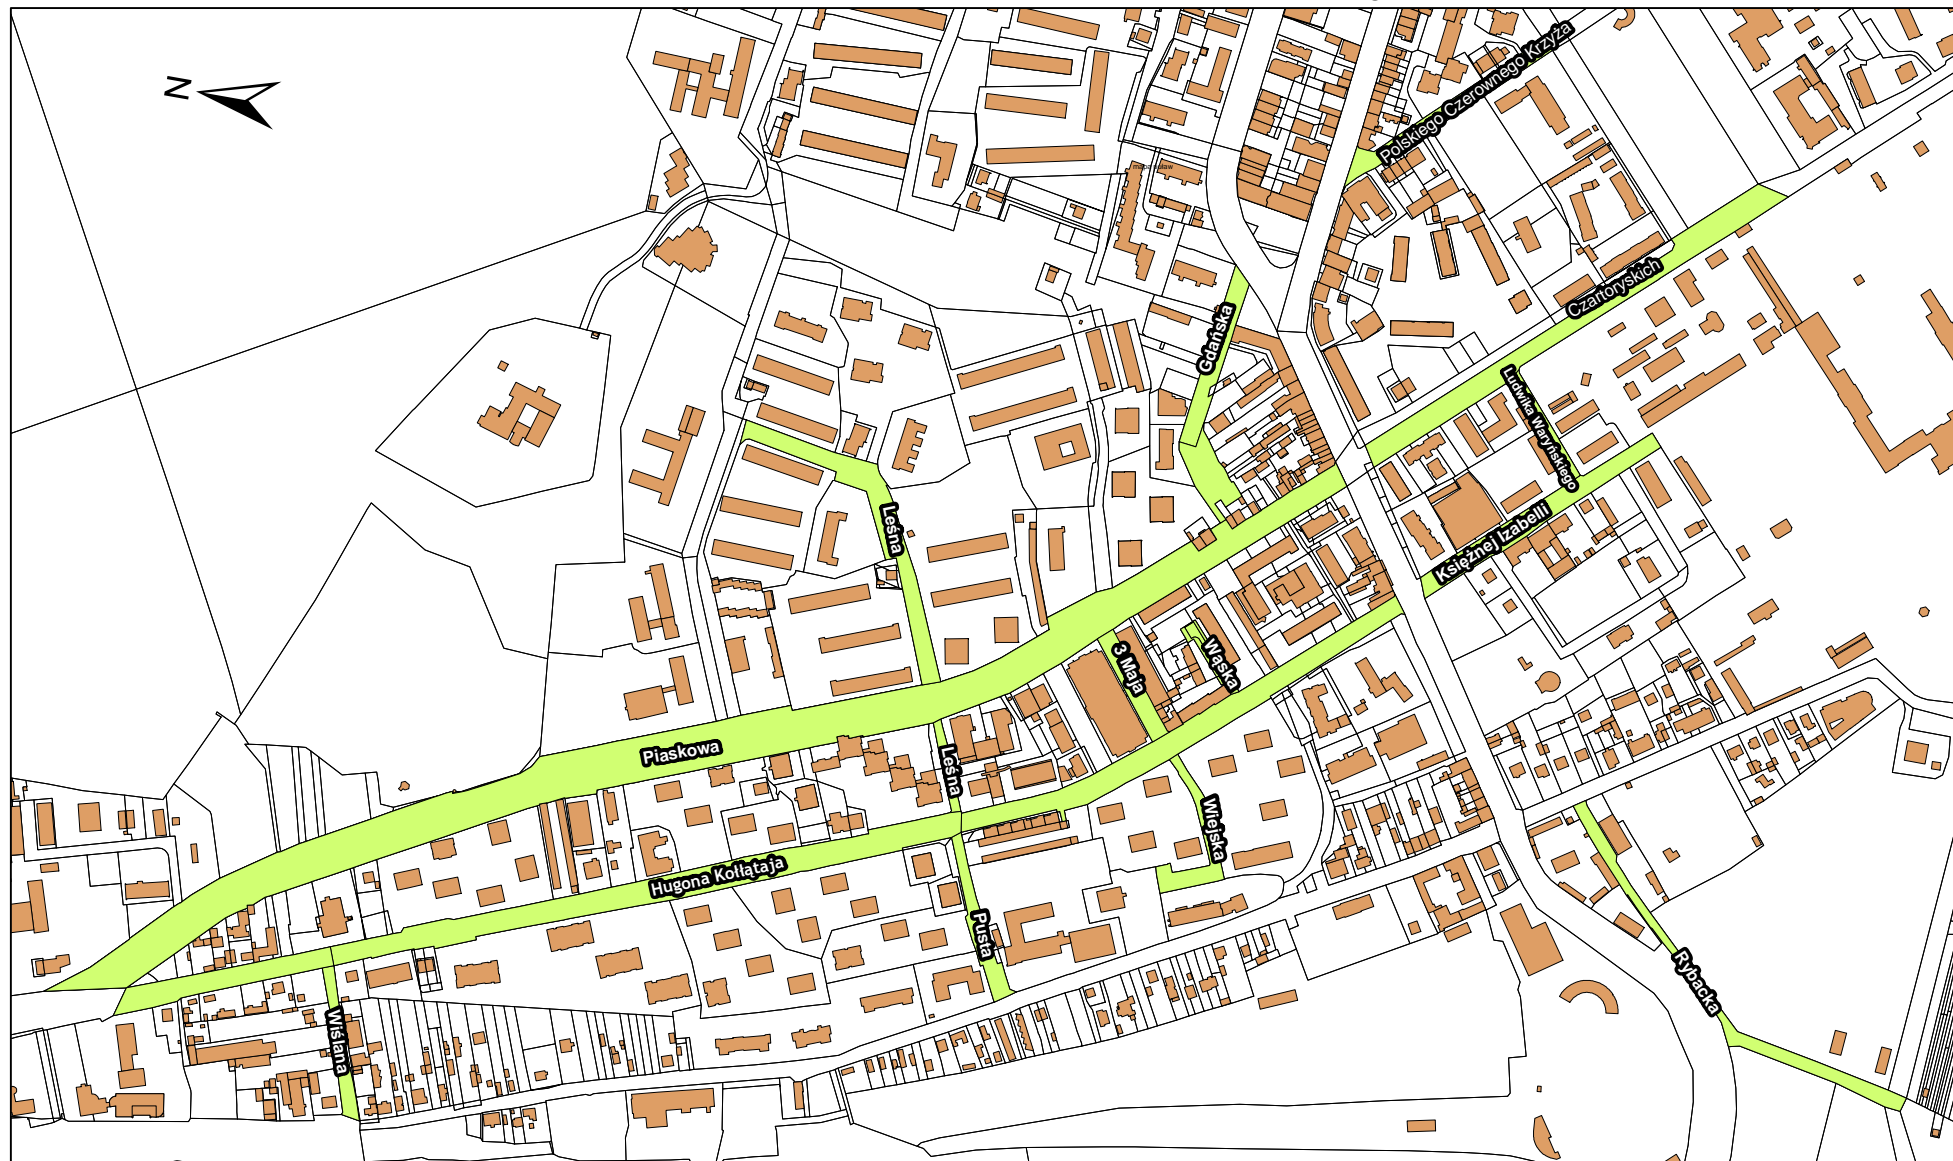 Polskiego Czerownego Krzyża
N
Czartoryskich
Gdańska
Ludwika Waryńskiego
Leśna
Księżnej Izabelli
3 Maja
Wąska
Piaskowa
Leśna
Wiejska
Hugona Kołłątaja
Pusta
Rybacka
Wiślana